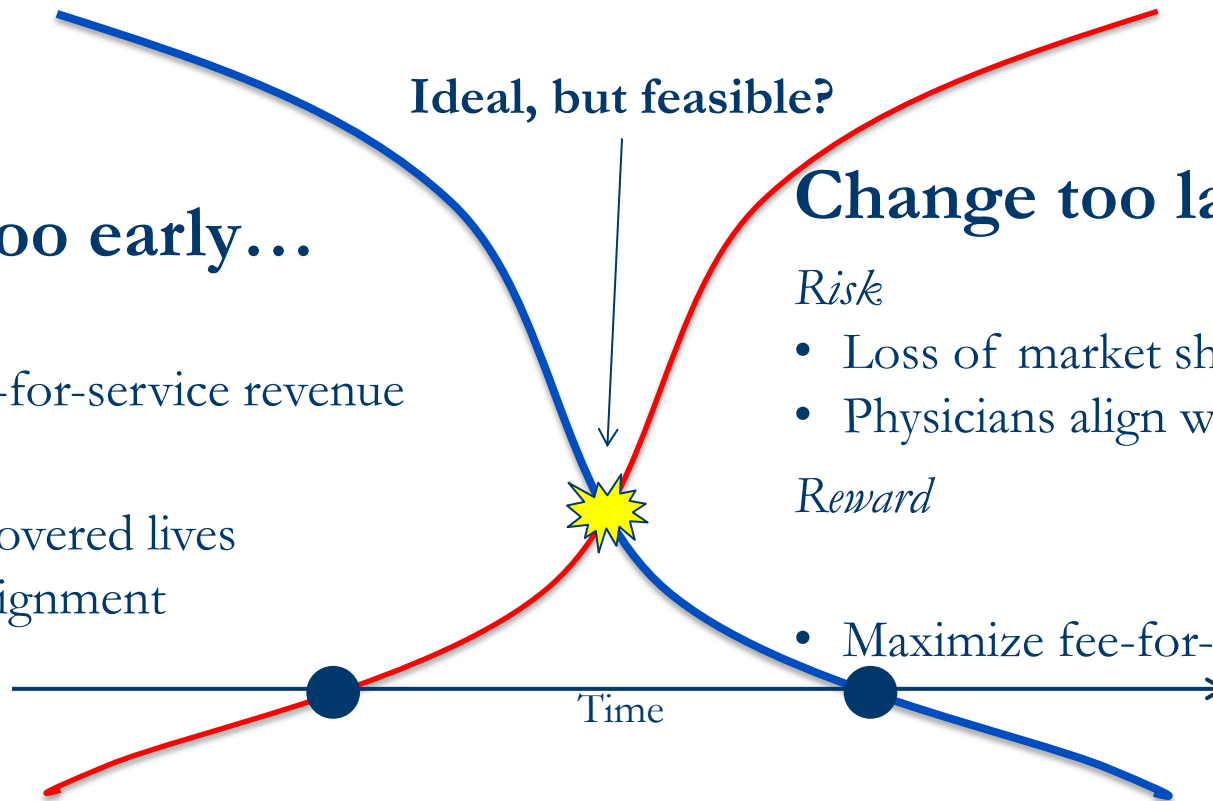 Ideal, but feasible?
oo early…
-for-service revenue
overed lives
ignment
Change too la
Risk
• Loss of market sh
• Physicians align w
Reward
• Maximize fee-for-
Time